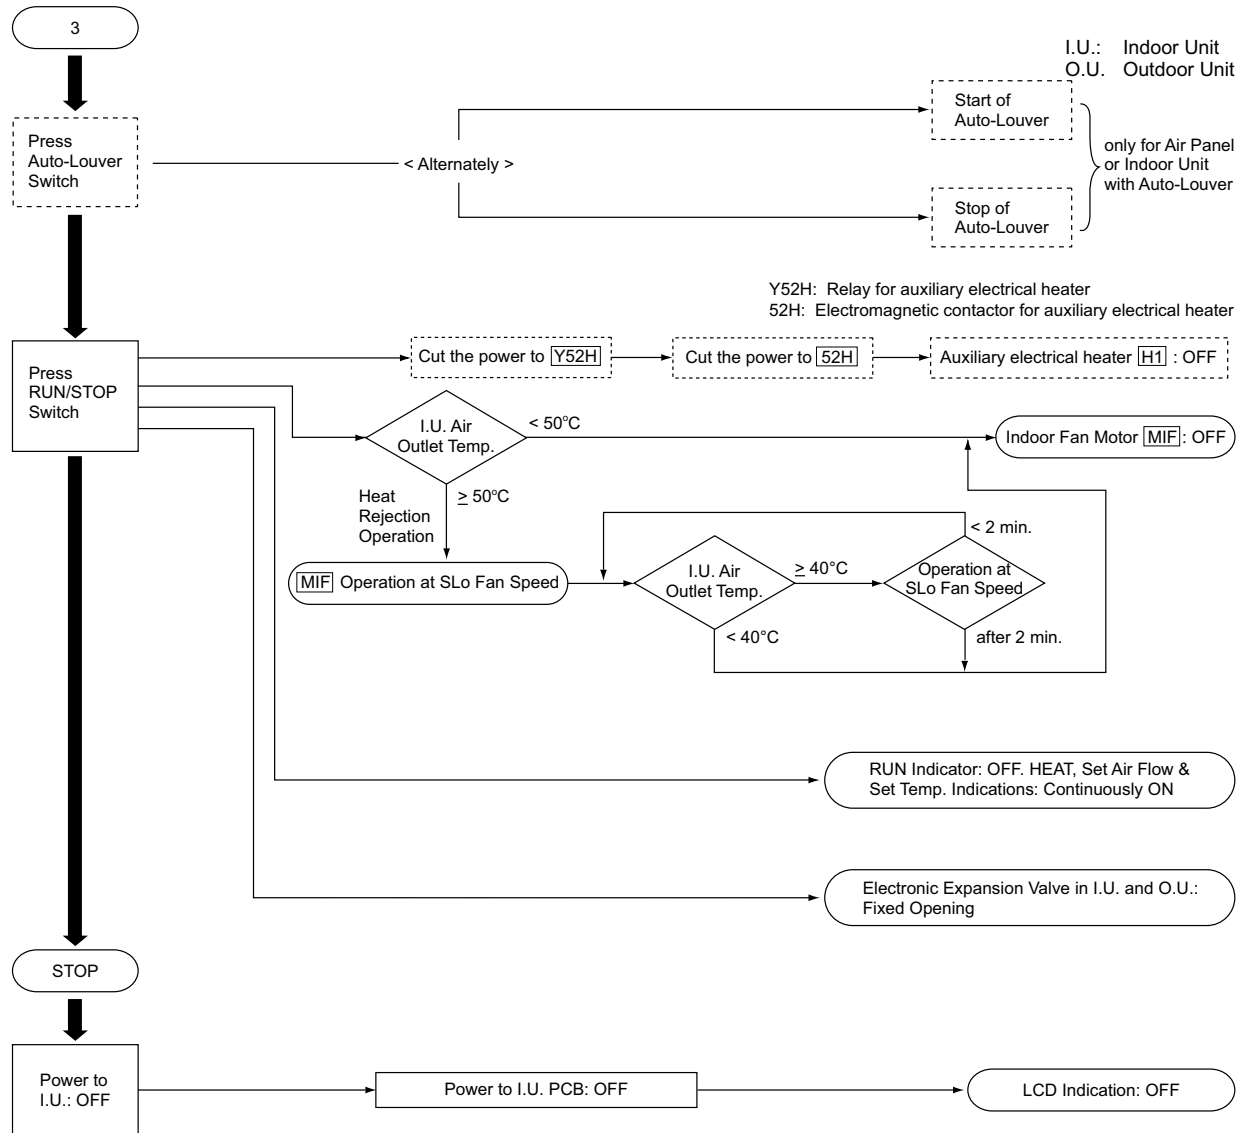 3
I.U.: Indoor Unit
O.U. Outdoor Unit
Press
Auto-Louver
Switch
< Alternately >
Start of
Auto-Louver
Stop of
Auto-Louver
only for Air Panel
or Indoor Unit
with Auto-Louver
Y52H: Relay for auxiliary electrical heater
52H: Electromagnetic contactor for auxiliary electrical heater
Press
RUN/STOP
Switch
Cut the power to Y52H
Cut the power to 52H
Auxiliary electrical heater H1 : OFF
I.U. Air
Outlet Temp.
< 50°C
Indoor Fan Motor MIF : OFF
Heat
Rejection
Operation
≥ 50°C
MIF Operation at SLo Fan Speed
I.U. Air
Outlet Temp.
≥ 40°C
< 40°C
Operation at
SLo Fan Speed
< 2 min.
after 2 min.
RUN Indicator: OFF. HEAT, Set Air Flow &
Set Temp. Indications: Continuously ON
Electronic Expansion Valve in I.U. and O.U.:
Fixed Opening
STOP
Power to
I.U.: OFF
Power to I.U. PCB: OFF
LCD Indication: OFF